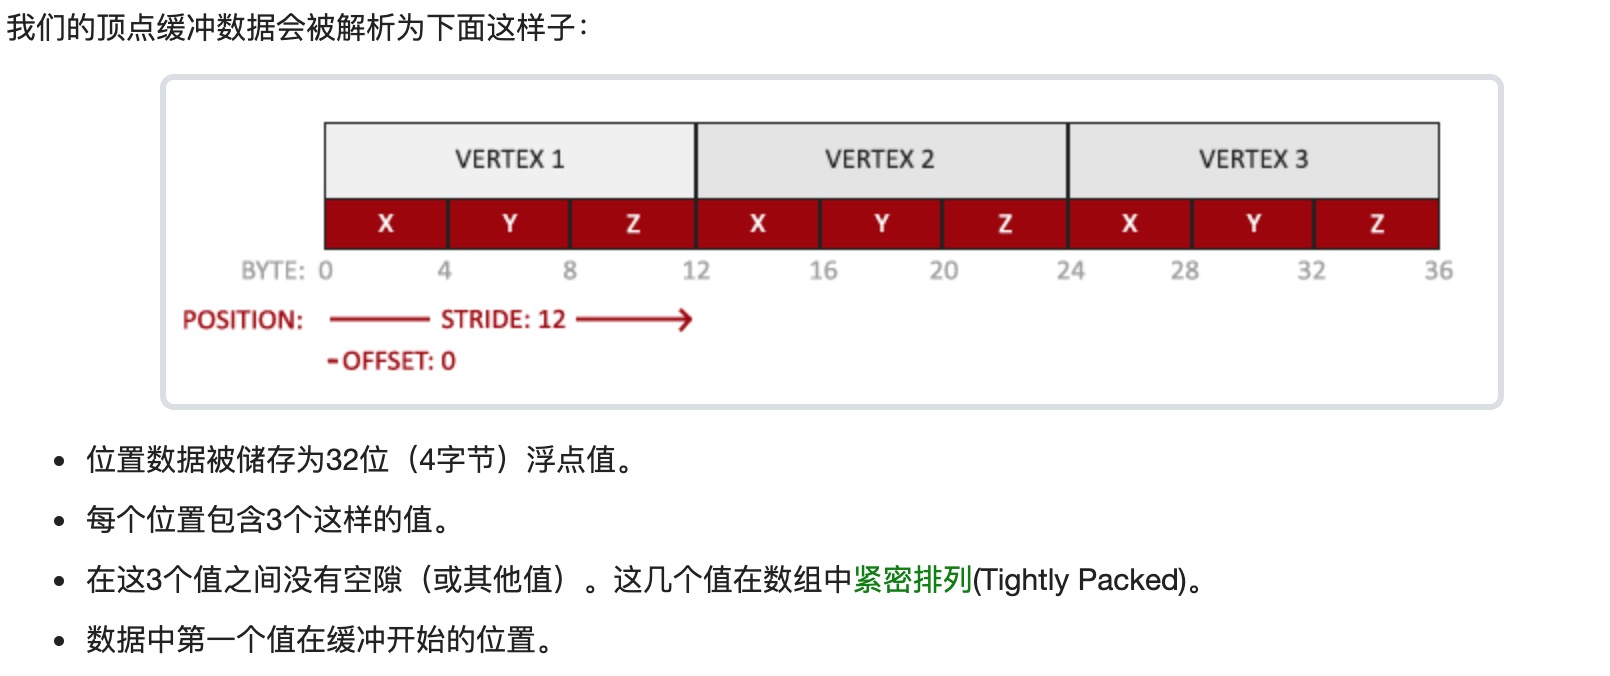 我们的顶点缓冲数据会被解析为下面这样子：
VERTEX 1 VERTEX 2 VERTEX 3
X Y Z X Y Z X Y Z
BYTE: 0 4 8 12 16 20 24 28 32 36
POSITION: STRIDE: 12
-OFFSET: 0
位置数据被储存为32位（4字节）浮点值。
每个位置包含3个这样的值。
在这3个值之间没有空隙（或其他值）。这几个值在数组中紧密排列(Tightly Packed)。
数据中第一个值在缓冲开始的位置。